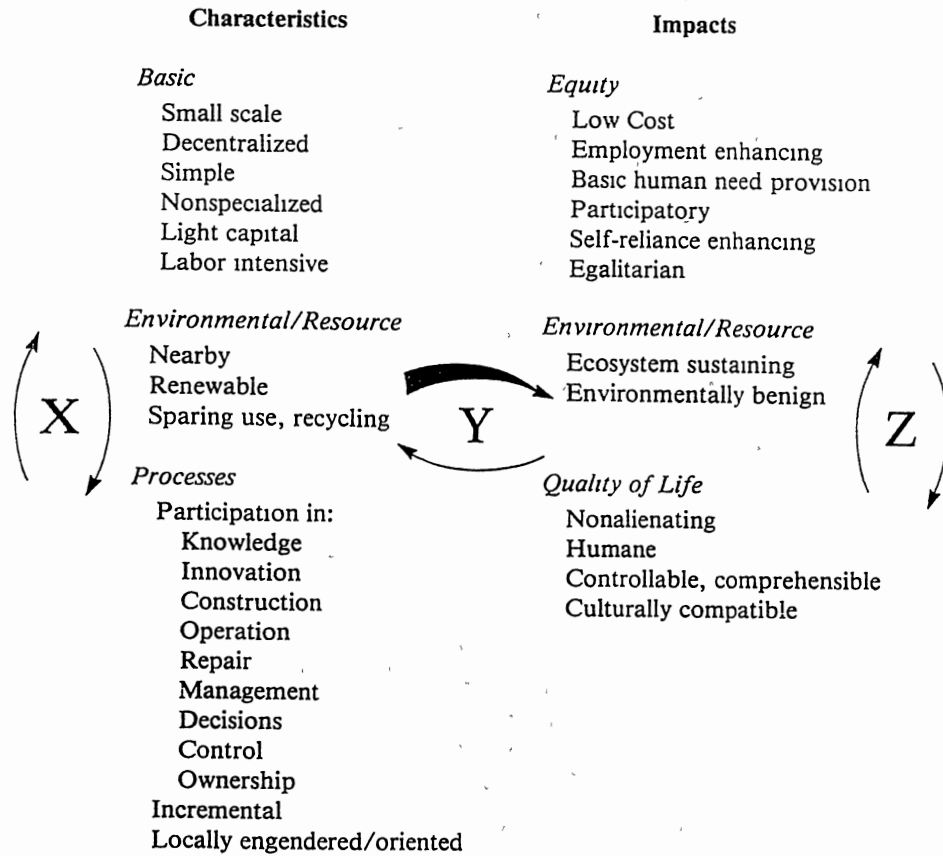 Characteristics
Basic
Small scale
Decentralized
Simple
Nonspecialized
Light capital
Labor intensive
Environmental/Resource
Nearby
Renewable
Sparing use, recycling
Processes
Participation in:
Knowledge
Innovation
Construction
Operation
Repair
Management
Decisions
Control
Ownership
Incremental
Locally engendered/oriented
X
Y
Impacts
Equity
Low Cost
Employment enhancing
Basic human need provision
Participatory
Self-reliance enhancing
Egalitarian
Environmental/Resource
Ecosystem sustaining
Environmentally benign
Quality of Life
Nonalienating
Humane
Controllable, comprehensible
Culturally compatible
Z